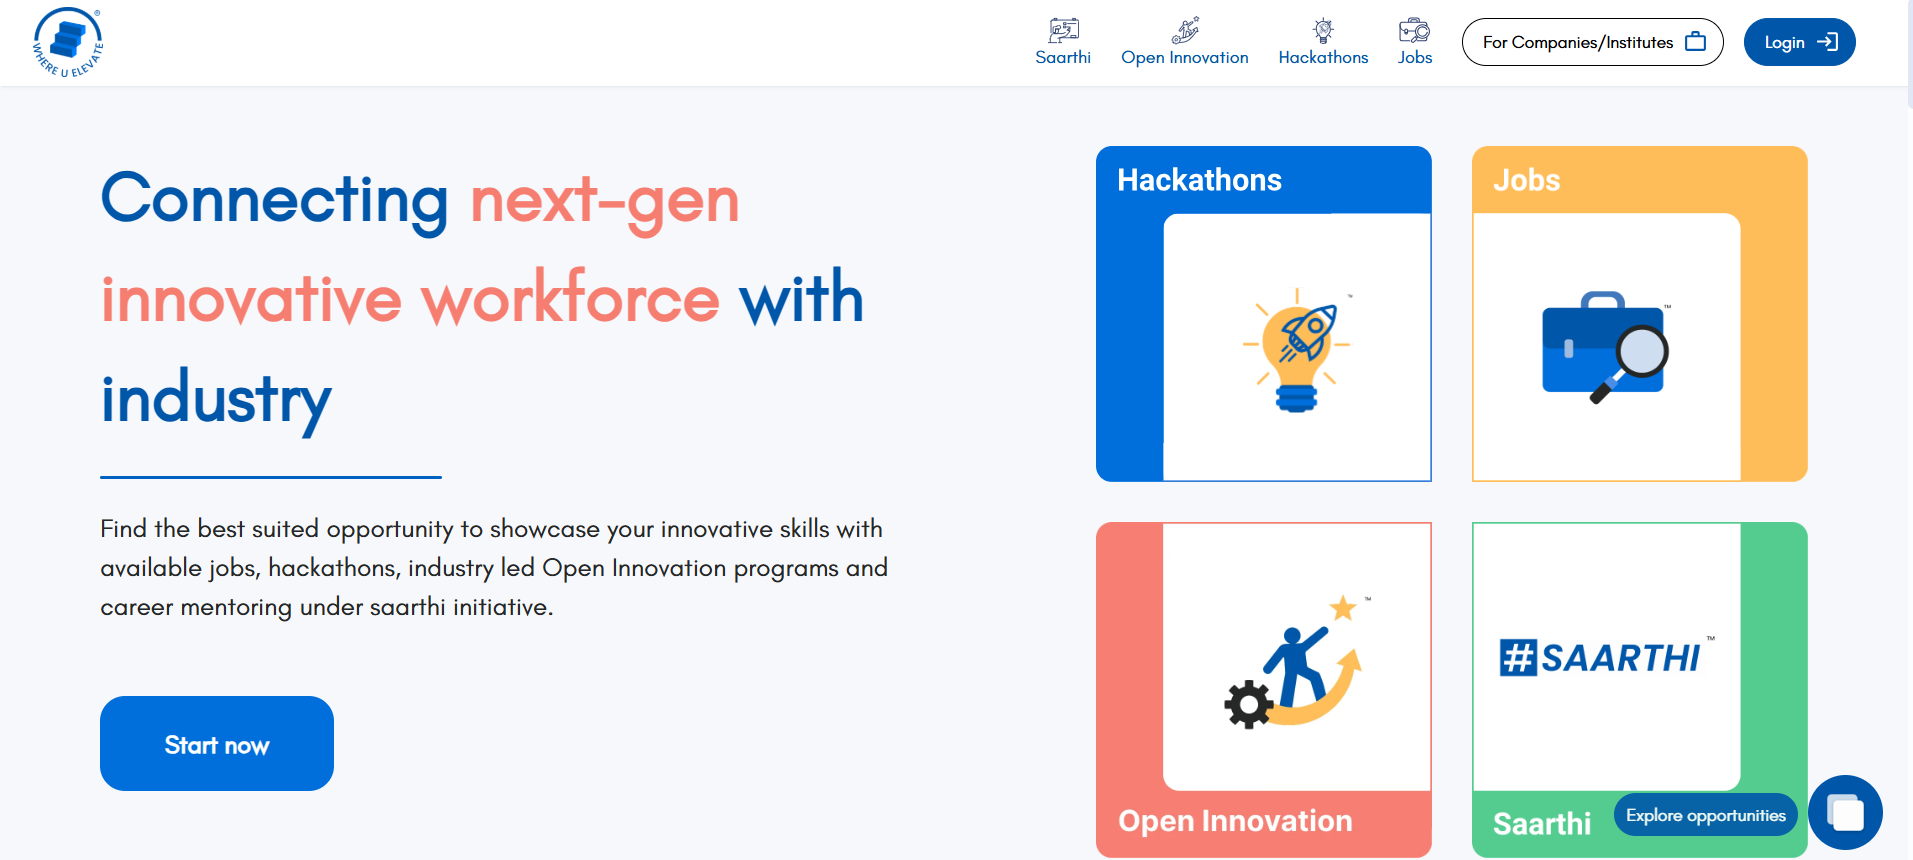 WHERE U ELEVATE ®
Saarthi
Open Innovation
Hackathons
Jobs
For Companies/Institutes
Login
Connecting next-gen
innovative workforce with
industry
Find the best suited opportunity to showcase your innovative skills with
available jobs, hackathons, industry led Open Innovation programs and
career mentoring under saarthi initiative.
Start now
Hackathons
™
Jobs
™
™
Open Innovation
#SAARTHI ™
Saarthi
Explore opportunities